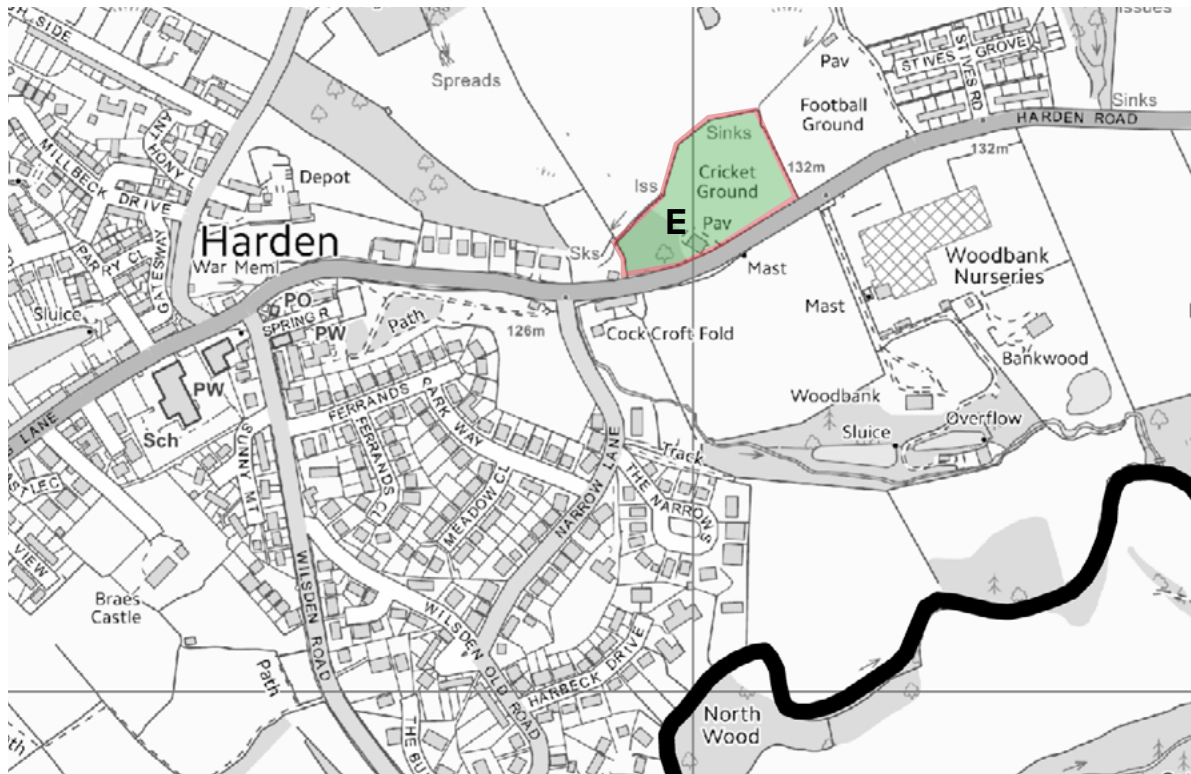 Iss
Issues
SIDE
Spreads
Pav
ST IVES GROVE
ST IVES RD
Football
Ground
Sinks
HARDEN ROAD
Sinks
132m
132m
ANTHONY L
MILLBECK DRIVE
Depot
Cricket
Ground
Iss
E
Pav
PARRY CL
GATESWAY
Harden
War Meml
Sks
Mast
Woodbank
Nurseries
Sluice
PO
SPRING R
PW
Path
126m
Cock Croft Fold
Mast
Bankwood
PW
FERRANDS PARK WAY
Woodbank
Overflow
LANE
Sch
SUNNY MT
FERRANDS CL
Sluice
Track
MEADOW CL
NARROW LANE
THE NARROWS
VIEW
Braes
Castle
WILSDEN ROAD
WILSDEN OLD ROAD
Path
HARBECK DRIVE
North
Wood